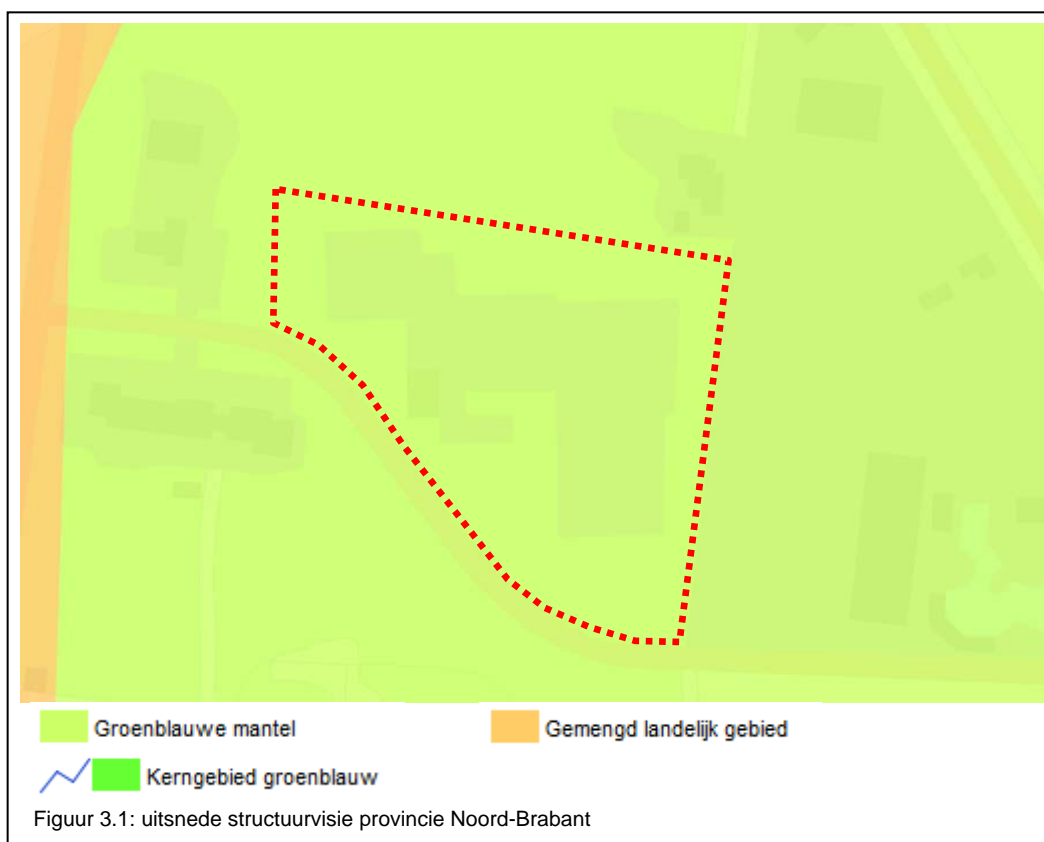 Groenblauwe mantel
Gemengd landelijk gebied
Kerngebied groenblauw
Figuur 3.1: uitsnede structuurvisie provincie Noord-Brabant